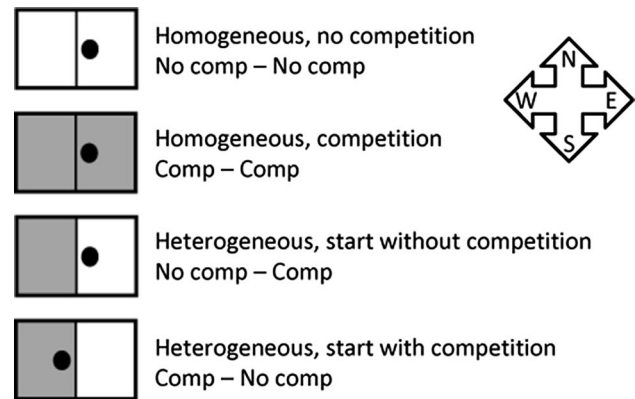 Homogeneous, no competition
No comp – No comp
N
W E
S
Homogeneous, competition
Comp – Comp
Heterogeneous, start without competition
No comp – Comp
Heterogeneous, start with competition
Comp – No comp